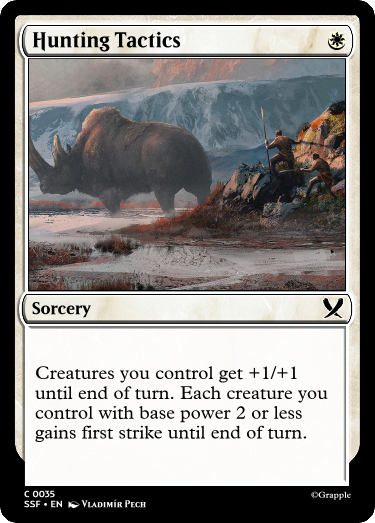 Hunting Tactics
Sorcery
Creatures you control get +1/+1
until end of turn. Each creature you
control with base power 2 or less
gains first strike until end of turn.
C 0035
SSF • EN Vladimír Pech
©Grapple